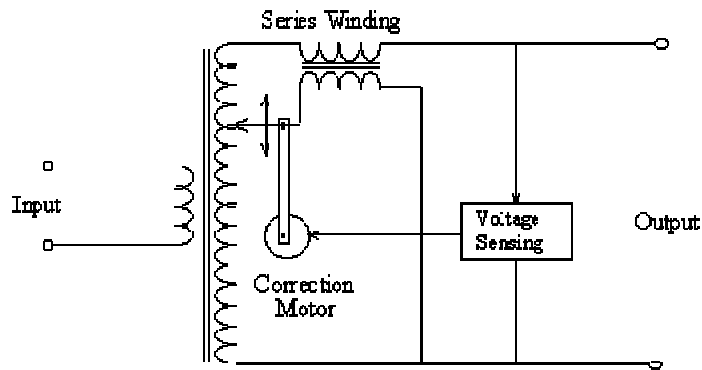 Series Winding
Input
Voltage
Sensing
Output
Correction
Motor